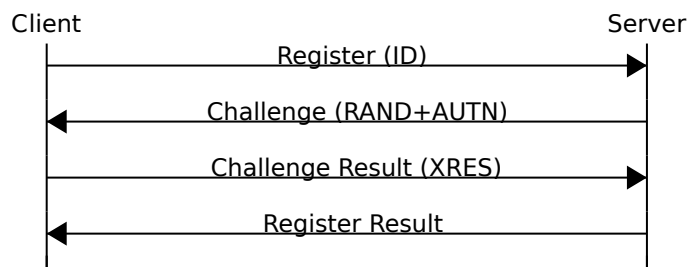 Client
Server
Register (ID)
Challenge (RAND+AUTN)
Challenge Result (XRES)
Register Result